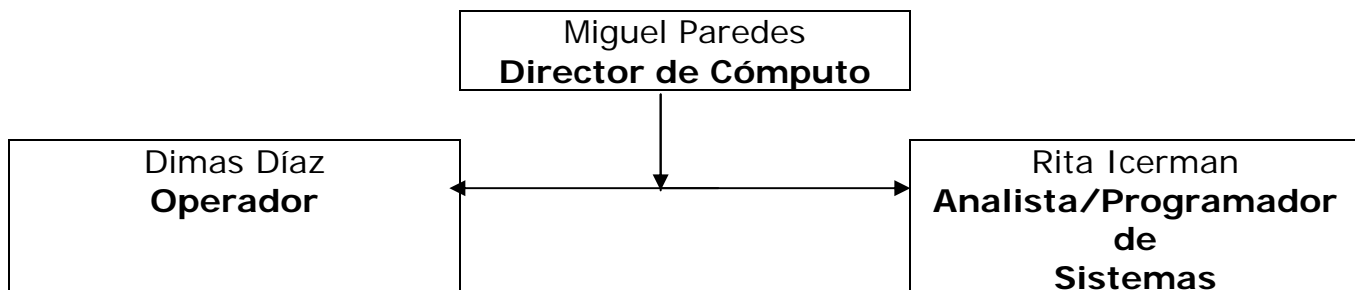 Miguel Paredes
Director de Cómputo
Dimas Díaz
Operador
Rita Icerman
Analista/Programador
de
Sistemas